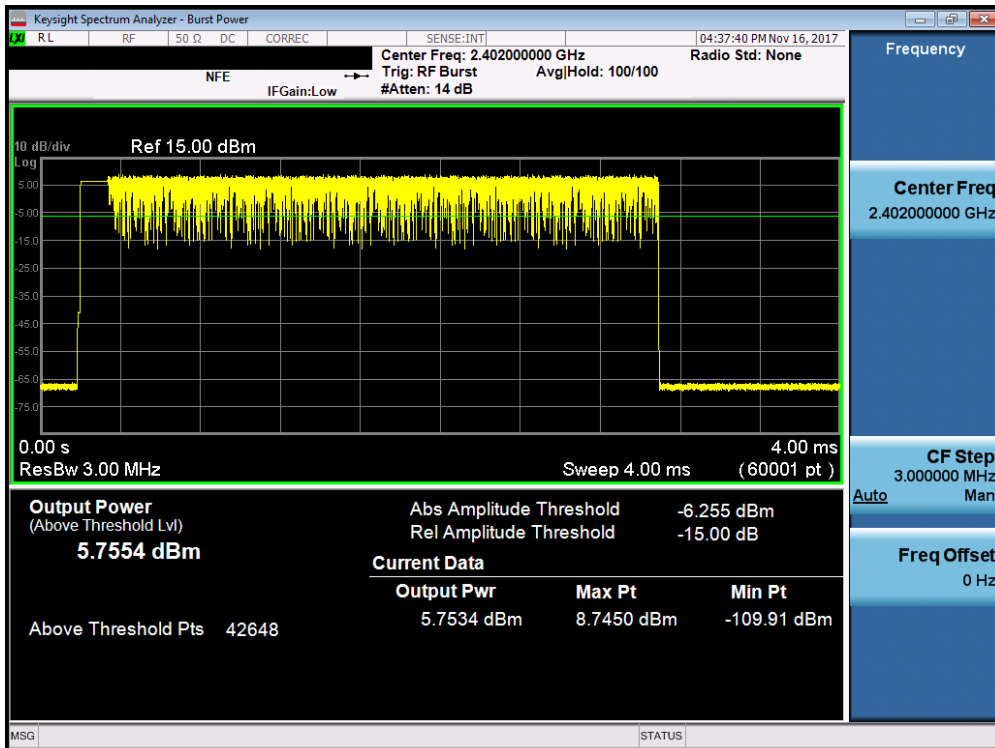 Keysight Spectrum Analyzer - Burst Power
LXI RL RF 50 Ω DC CORREC SENSE:INT 04:37:40 PM Nov 16, 2017
Center Freq: 2.402000000 GHz Radio Std: None
NFE Trig: RF Burst Avg|Hold: 100/100
IFGain:Low #Atten: 14 dB
10 dB/div Ref 15.00 dBm
Log
5.00
-5.00
-15.0
-25.0
-35.0
-45.0
-55.0
-65.0
-75.0
0.00 s 4.00 ms
ResBw 3.00 MHz Sweep 4.00 ms (60001 pt )
Output Power
(Above Threshold Lvl)
5.7554 dBm
Above Threshold Pts 42648
Abs Amplitude Threshold -6.255 dBm
Rel Amplitude Threshold -15.00 dB
Current Data
Output Pwr Max Pt Min Pt
5.7534 dBm 8.7450 dBm -109.91 dBm
Frequency
Center Freq
2.402000000 GHz
CF Step
3.000000 MHz
Auto Man
Freq Offset
0 Hz
MSG STATUS